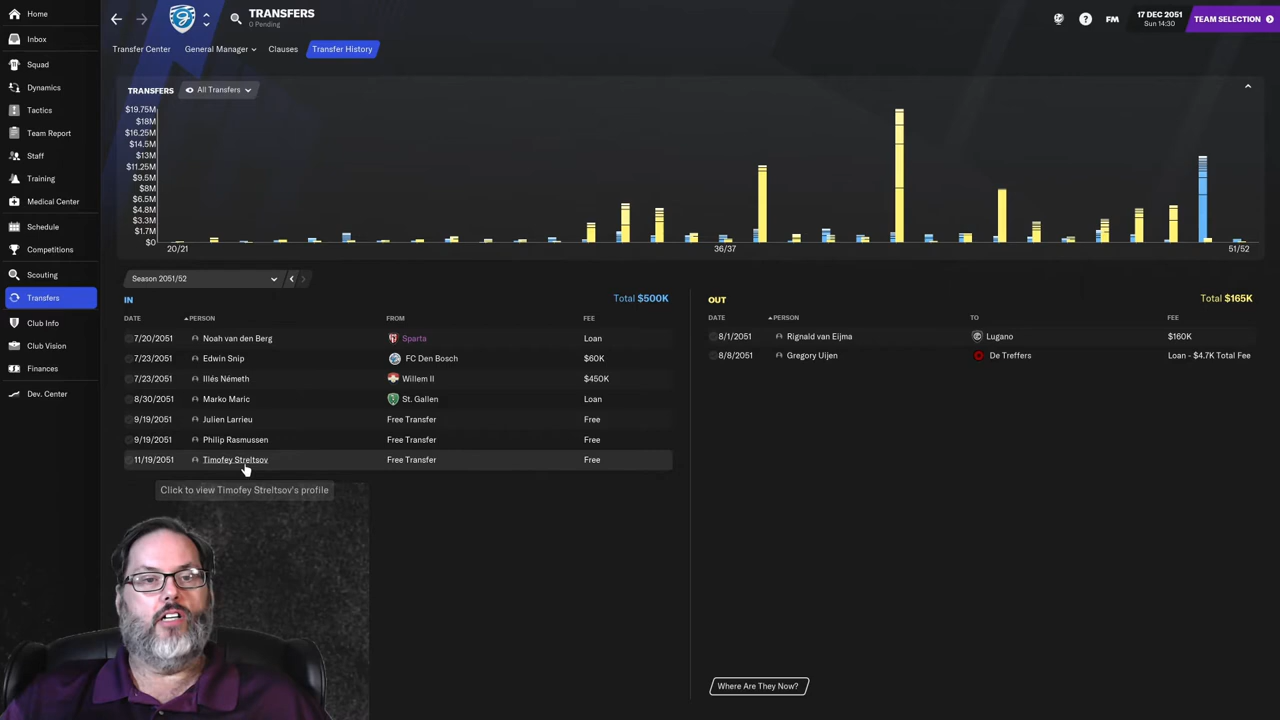 Home
Inbox
Squad
Dynamics
Tactics
Team Report
Staff
Training
Medical Center
Schedule
Competitions
Scouting
Transfers
Club Info
Club Vision
Finances
Dev. Center
TRANSFERS
0 Pending
FM
17 DEC 2051
SUN 14:30
TEAM SELECTION
Transfer Center General Manager Clauses Transfer History
TRANSFERS All Transfers
$19.75M
$18M
$16.25M
$14.5M
$13M
$11.25M
$9.5M
$8M
$6.5M
$4.8M
$3.3M
$1.7M
$0
20/21 36/37 51/52
Season 2051/52
IN Total $500K
DATE PERSON FROM FEE
7/20/2051 Noah van den Berg Sparta Loan
7/23/2051 Edwin Snip FC Den Bosch $60K
7/23/2051 Illés Németh Willem II $450K
8/30/2051 Marko Maric St. Gallen Loan
9/19/2051 Julien Larrieu Free Transfer Free
9/19/2051 Philip Rasmussen Free Transfer Free
11/19/2051 Timofey Streltsov Free Transfer Free
Click to view Timofey Streltsov's profile
OUT Total $165K
DATE PERSON TO FEE
8/1/2051 Rignald van Eijma Lugano $160K
8/8/2051 Gregory Uijen De Treffers Loan - $4.7K Total Fee
Where Are They Now?